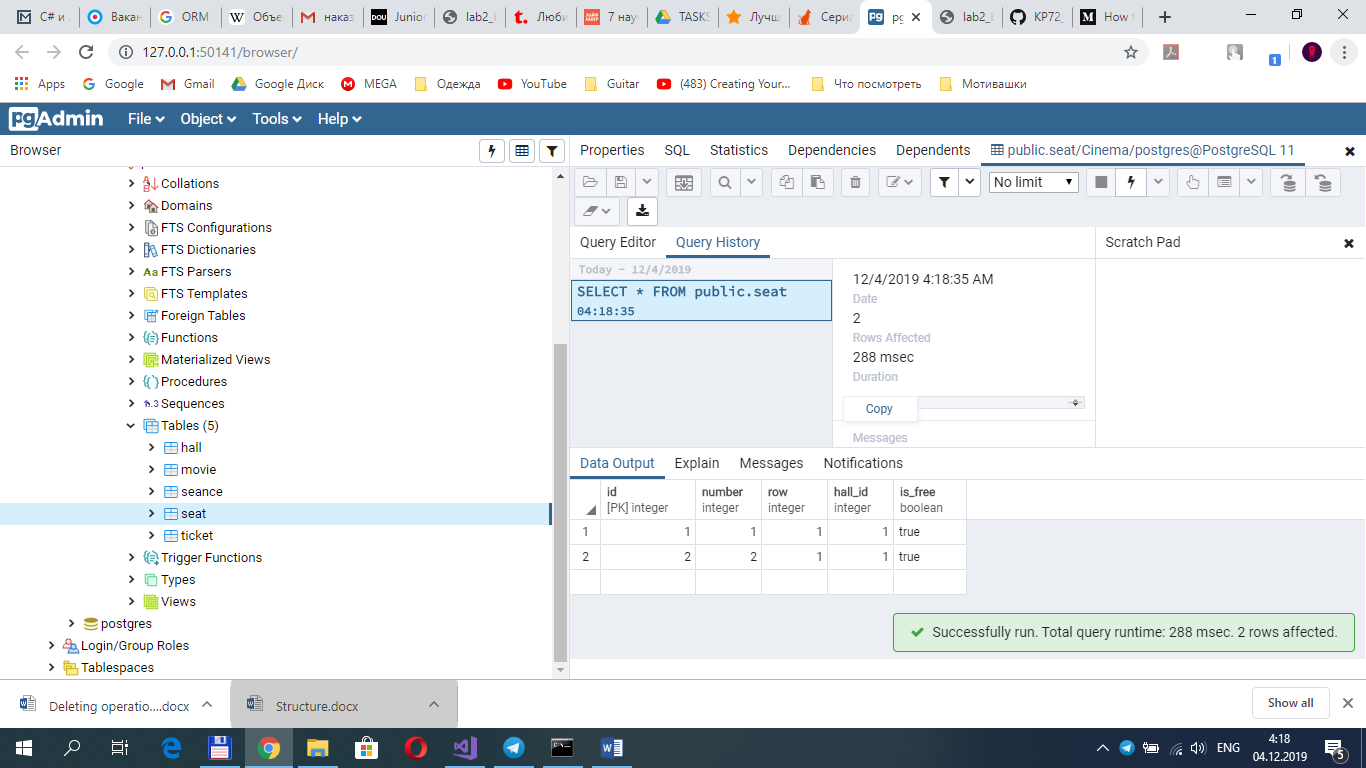 C# и Вакан ORM Объе наказ DOU Junior lab2_b Люби 7 нау TASKS Лучш Сериа pg lab2_b KP72_ How t
127.0.0.1:50141/browser/
Apps Google Gmail Google Диск MEGA Одежда YouTube Guitar (483) Creating Your... Что посмотреть Мотивашки
pgAdmin File Object Tools Help
Browser
Properties SQL Statistics Dependencies Dependents public.seat/Cinema/postgres@PostgreSQL 11
No limit
Collations
Domains
FTS Configurations
FTS Dictionaries
FTS Parsers
FTS Templates
Foreign Tables
Functions
Materialized Views
Procedures
Sequences
Tables (5)
hall
movie
seance
seat
ticket
Trigger Functions
Types
Views
postgres
Login/Group Roles
Tablespaces
Query Editor Query History
Scratch Pad
Today - 12/4/2019
SELECT * FROM public.seat
04:18:35
12/4/2019 4:18:35 AM
Date
2
Rows Affected
288 msec
Duration
Copy
Messages
Data Output Explain Messages Notifications
id number row hall_id is_free
[PK] integer integer integer integer boolean
1 1 1 1 1 true
2 2 2 1 1 true
Successfully run. Total query runtime: 288 msec. 2 rows affected.
Deleting operatio....docx Structure.docx Show all
ENG 4:18
04.12.2019
5